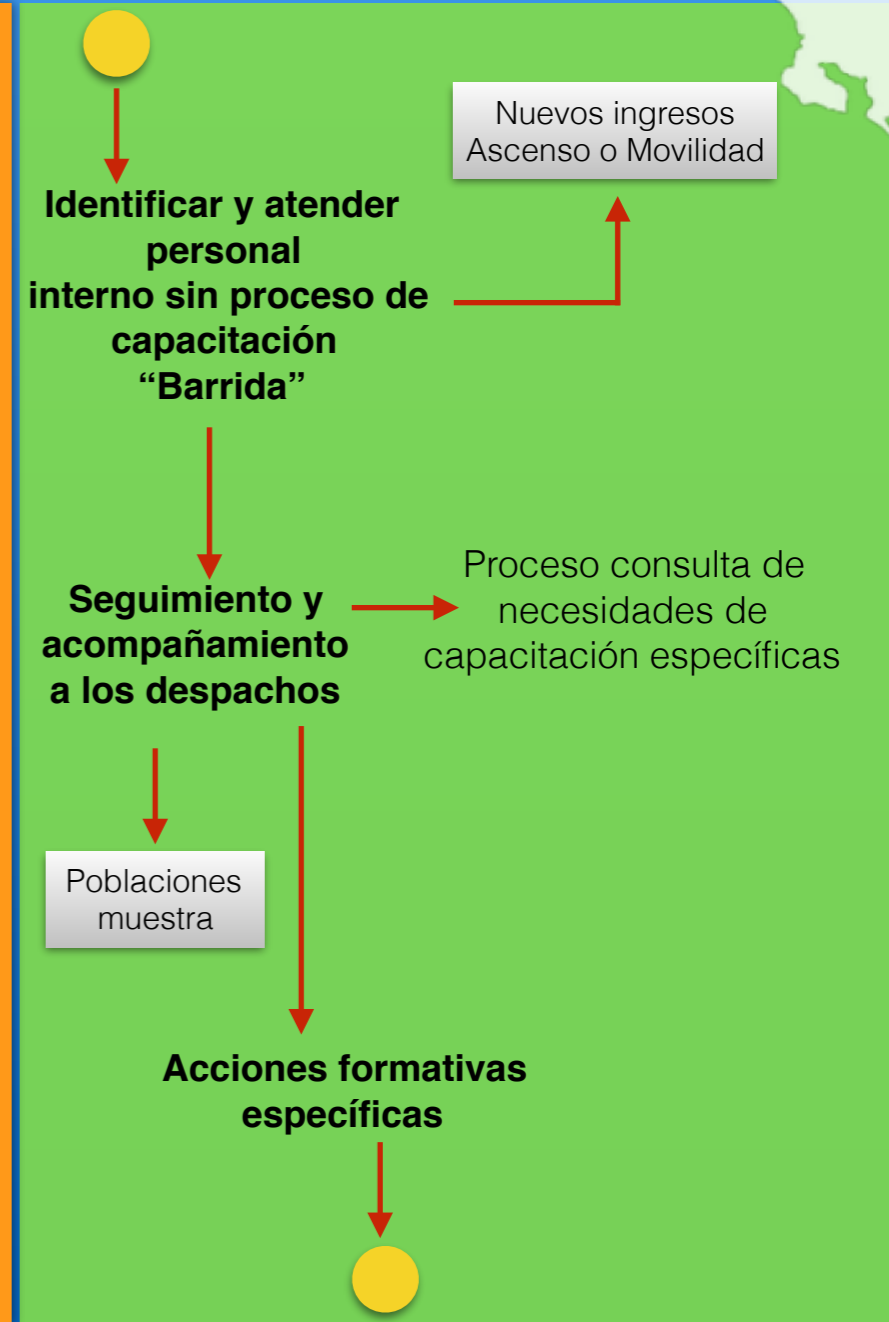 Nuevos ingresos
Ascenso o Movilidad
Identificar y atender
personal
interno sin proceso de
capacitación
“Barrida”
Seguimiento y
acompañamiento
a los despachos
Proceso consulta de
necesidades de
capacitación específicas
Poblaciones
muestra
Acciones formativas
específicas